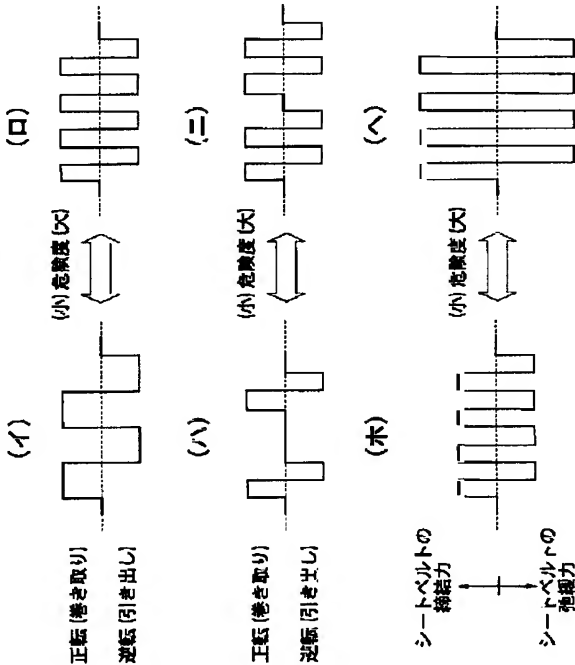 (イ)
(小) 危険度 (大)
(ロ)
正転 (巻き取り)
逆転 (引き出し)
(ハ)
(小) 危険度 (大)
(ニ)
正転 (巻き取り)
逆転 (引き出し)
(ホ)
(小) 危険度 (大)
(ヘ)
シートベルトの
締結力
シートベルトの
弛緩力